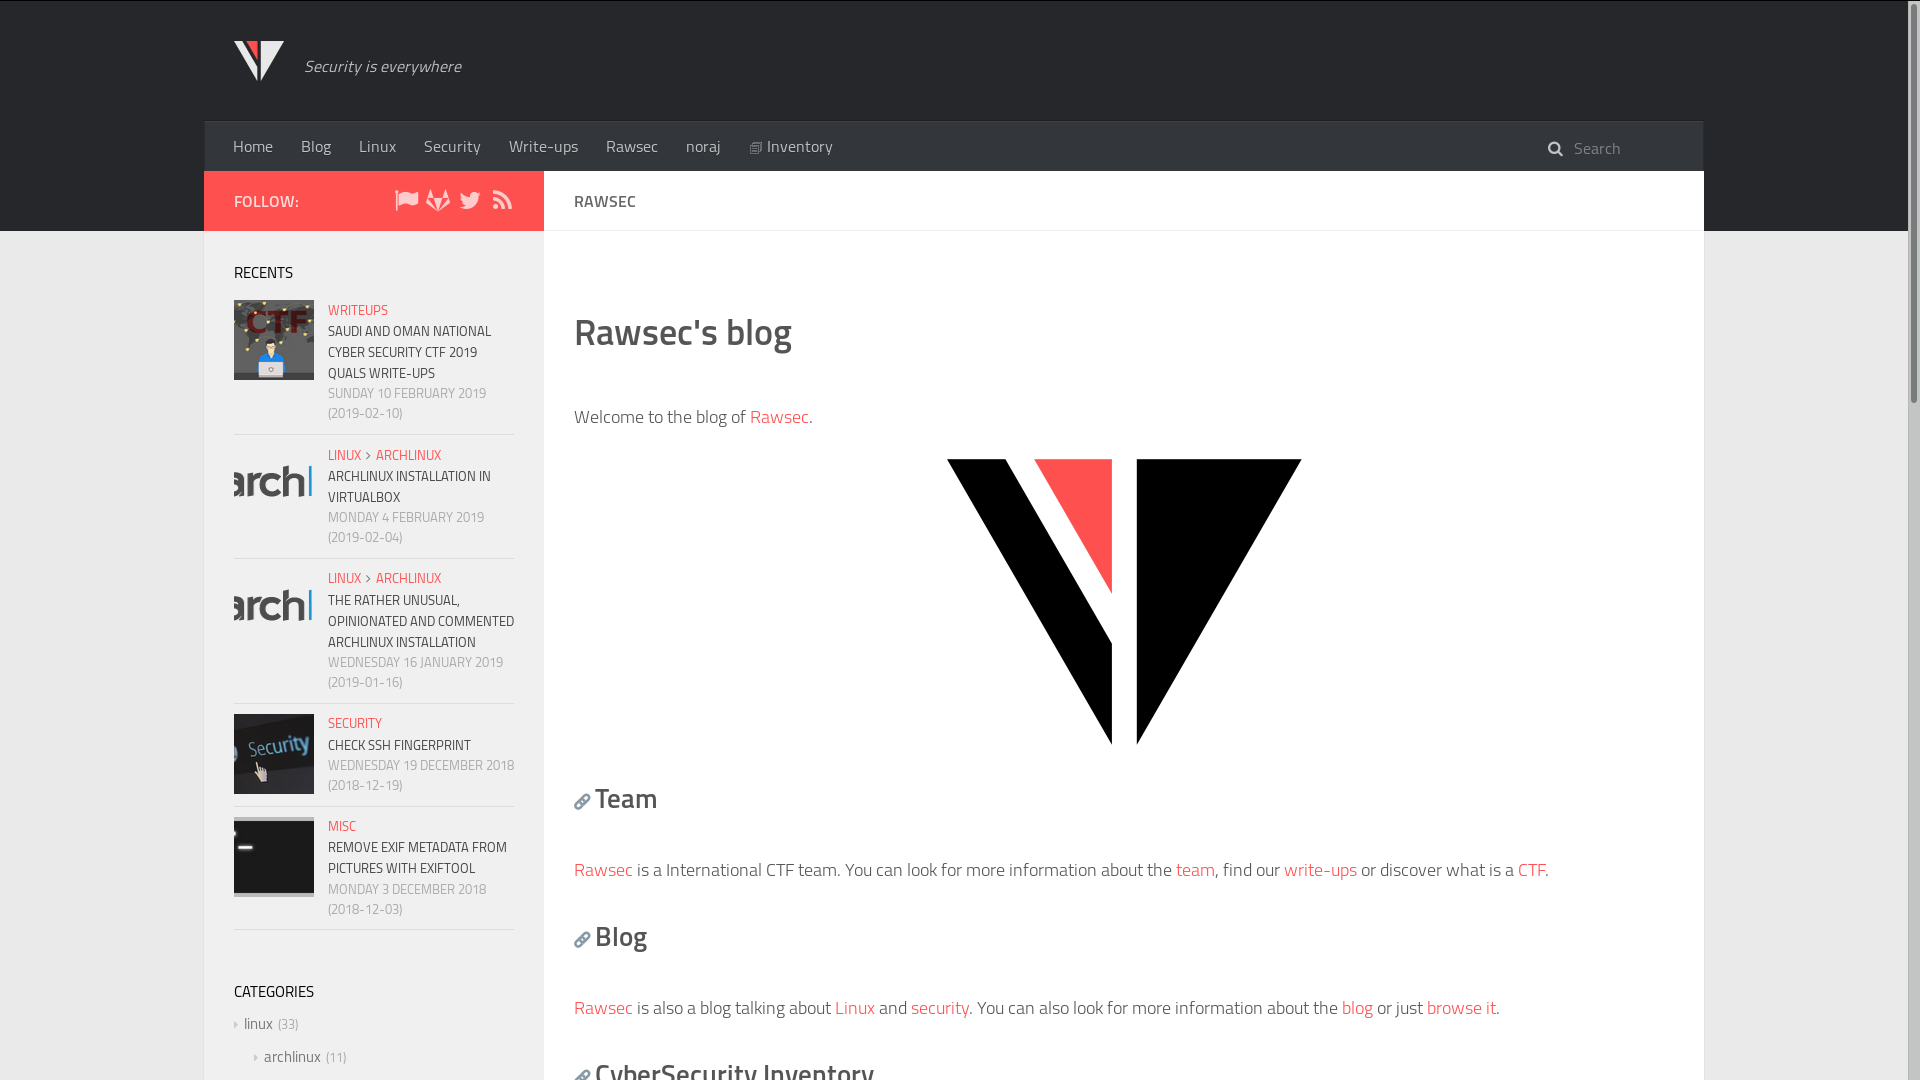 Security is everywhere
Home Blog Linux Security Write-ups Rawsec noraj Inventory Search
FOLLOW:
RAWSEC
RECENTS
CTF
WRITEUPS
SAUDI AND OMAN NATIONAL
CYBER SECURITY CTF 2019
QUALS WRITE-UPS
SUNDAY 10 FEBRUARY 2019
(2019-02-10)
arch
LINUX > ARCHLINUX
ARCHLINUX INSTALLATION IN
VIRTUALBOX
MONDAY 4 FEBRUARY 2019
(2019-02-04)
arch
LINUX > ARCHLINUX
THE RATHER UNUSUAL,
OPINIONATED AND COMMENTED
ARCHLINUX INSTALLATION
WEDNESDAY 16 JANUARY 2019
(2019-01-16)
Security
SECURITY
CHECK SSH FINGERPRINT
WEDNESDAY 19 DECEMBER 2018
(2018-12-19)
MISC
REMOVE EXIF METADATA FROM
PICTURES WITH EXIFTOOL
MONDAY 3 DECEMBER 2018
(2018-12-03)
CATEGORIES
linux (33)
archlinux (11)
Rawsec's blog
Welcome to the blog of Rawsec.
Team
Rawsec is a International CTF team. You can look for more information about the team, find our write-ups or discover what is a CTF.
Blog
Rawsec is also a blog talking about Linux and security. You can also look for more information about the blog or just browse it.
CyberSecurity Inventory